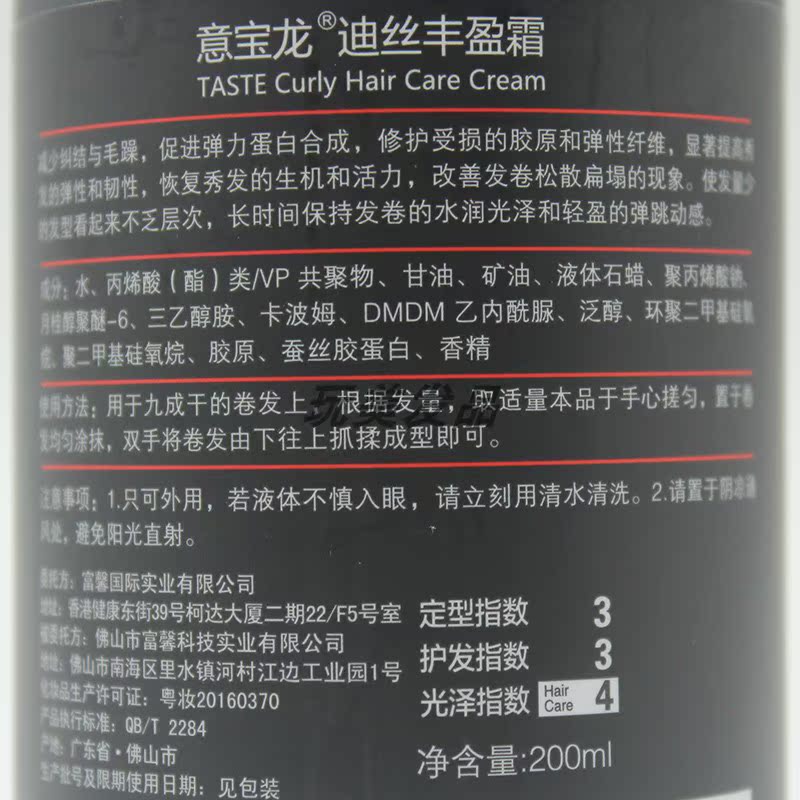 意宝龙®迪丝丰盈霜
TASTE Curly Hair Care Cream
减少纠结与毛躁，促进弹力蛋白合成，修护受损的胶原和弹性纤维，显著提高秀
发的弹性和韧性，恢复秀发的生机和活力，改善发卷松散扁塌的现象。使发量少
的发型看起来不乏层次，长时间保持发卷的水润光泽和轻盈的弹跳动感。
成分：水、丙烯酸（酯）类/VP 共聚物、甘油、矿油、液体石蜡、聚丙烯酸钠、
月桂醇聚醚-6、三乙醇胺、卡波姆、DMDM 乙内酰脲、泛醇、环聚二甲基硅氧
烷、聚二甲基硅氧烷、胶原、蚕丝胶蛋白、香精
使用方法：用于九成干的卷发上，根据发量，取适量本品于手心搓匀，置于卷
发均匀涂抹，双手将卷发由下往上抓揉成型即可。
玩美发品
注意事项：1.只可外用，若液体不慎入眼，请立刻用清水清洗。2.请置于阴凉通
风处，避免阳光直射。
委托方：富馨国际实业有限公司
地址：香港健康东街39号柯达大厦二期22/F5号室
被委托方：佛山市富馨科技实业有限公司
地址：佛山市南海区里水镇河村江边工业园1号
化妆品生产许可证：粤妆20160370
产品执行标准：QB/T 2284
产地：广东省·佛山市
生产批号及限期使用日期：见包装
定型指数 3
护发指数 3
光泽指数 Hair Care 4
净含量:200ml